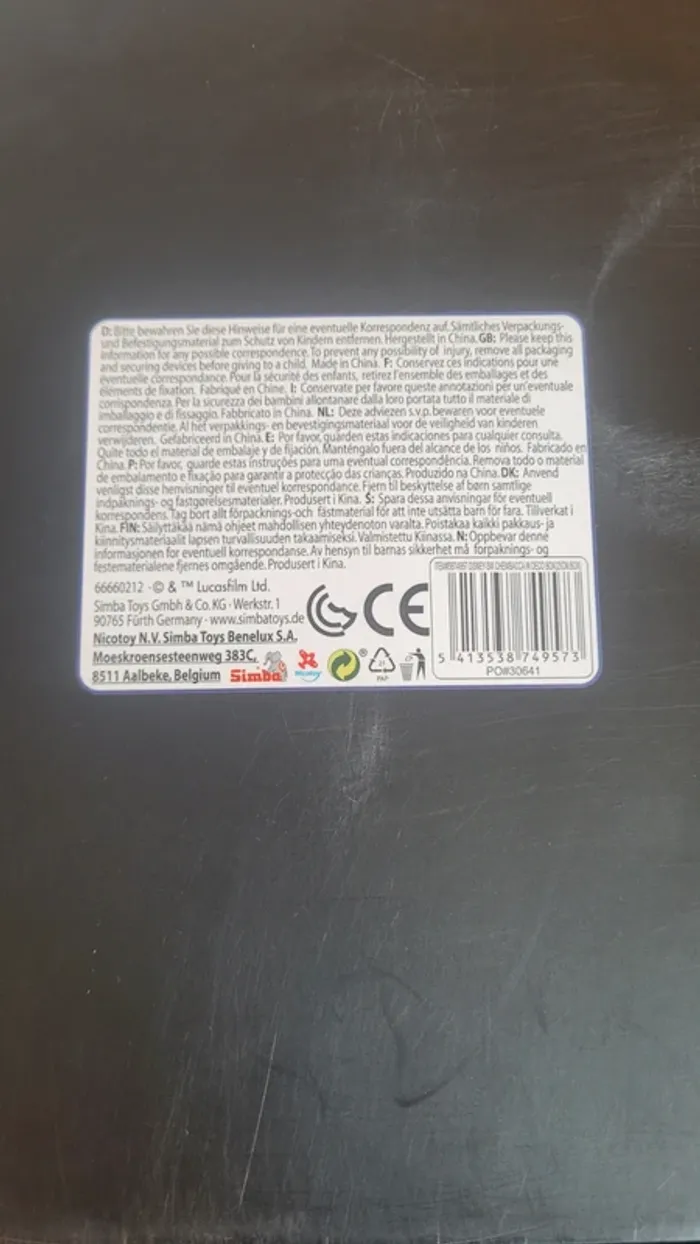 D: Bitte bewahren Sie diese Hinweise für eine eventuelle Korrespondenz auf. Sämtliches Verpackungs-
und Befestigungsmaterial zum Schutz von Kindern entfernen. Hergestellt in China. GB: Please keep this
information for any possible correspondence. To prevent any possibility of injury, remove all packaging
and securing devices before giving to a child. Made in China. F: Conservez ces indications pour une
éventuelle correspondance. Pour la sécurité des enfants, retirez l'ensemble des emballages et des
éléments de fixation. Fabriqué en Chine. I: Conservate per favore queste annotazioni per un'eventuale
corrispondenza. Per la sicurezza dei bambini allontanare dalla loro portata tutto il materiale di
imballaggio e di fissaggio. Fabbricato in China. NL: Deze adviezen s.v.p. bewaren voor eventuele
correspondentie. Al het verpakkings- en bevestigingsmateriaal voor de veiligheid van kinderen
verwijderen. Gefabriceerd in China. E: Por favor, guarden estas indicaciones para cualquier consulta.
Quite todo el material de embalaje y de fijación. Manténgalo fuera del alcance de los niños. Fabricado en
China. P: Por favor, guarde estas instruções para uma eventual correspondência. Remova todo o material
de embalamento e fixação para garantir a protecção das crianças. Produzido na China. DK: Anvend
venligst disse henvisninger til eventuel korrespondance. Fjern til beskyttelse af børn samtlige
indpaknings- og fastgørelsesmaterialer. Produsert i Kina. S: Spara dessa anvisningar för eventuell
korrespondens. Tag bort allt förpacknings-och fästmaterial för att inte utsätta barn för fara. Tillverkat i
Kina. FIN: Säilyttäkää nämä ohjeet mahdollisen yhteydenoton varalta. Poistakaa kaikki pakkaus- ja
kiinnitysmateriaalit lapsen turvallisuuden takaamiseksi. Valmistettu Kiinassa. N: Oppbevar denne
informasjonen for eventuell korrespondanse. Av hensyn til barnas sikkerhet må forpaknings- og
festematerialene fjernes omgående. Produsert i Kina.
66660212 · © & ™ Lucasfilm Ltd.
Simba Toys GmbH & Co. KG · Werkstr. 1
90765 Fürth Germany · www.simbatoys.de
Nicotoy N.V. Simba Toys Benelux S.A.
Moeskroensesteenweg 383C,
8511 Aalbeke, Belgium
Simba
Nicotoy
®
21
PAP
CE
5 413538 749573
PO#30641